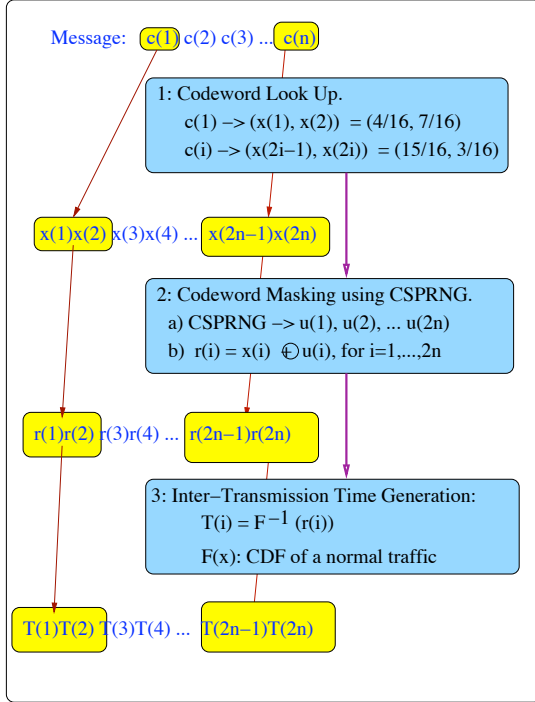 Message: c(1) c(2) c(3) ... c(n)
1: Codeword Look Up.
c(1) −> (x(1), x(2)) = (4/16, 7/16)
c(i) −> (x(2i−1), x(2i)) = (15/16, 3/16)
x(1)x(2) x(3)x(4) ... x(2n−1)x(2n)
2: Codeword Masking using CSPRNG.
a) CSPRNG −> u(1), u(2), ... u(2n)
b) r(i) = x(i) ⊕ u(i), for i=1,...,2n
r(1)r(2) r(3)r(4) ... r(2n−1)r(2n)
3: Inter−Transmission Time Generation:
T(i) = F⁻¹ (r(i))
F(x): CDF of a normal traffic
T(1)T(2) T(3)T(4) ... T(2n−1)T(2n)